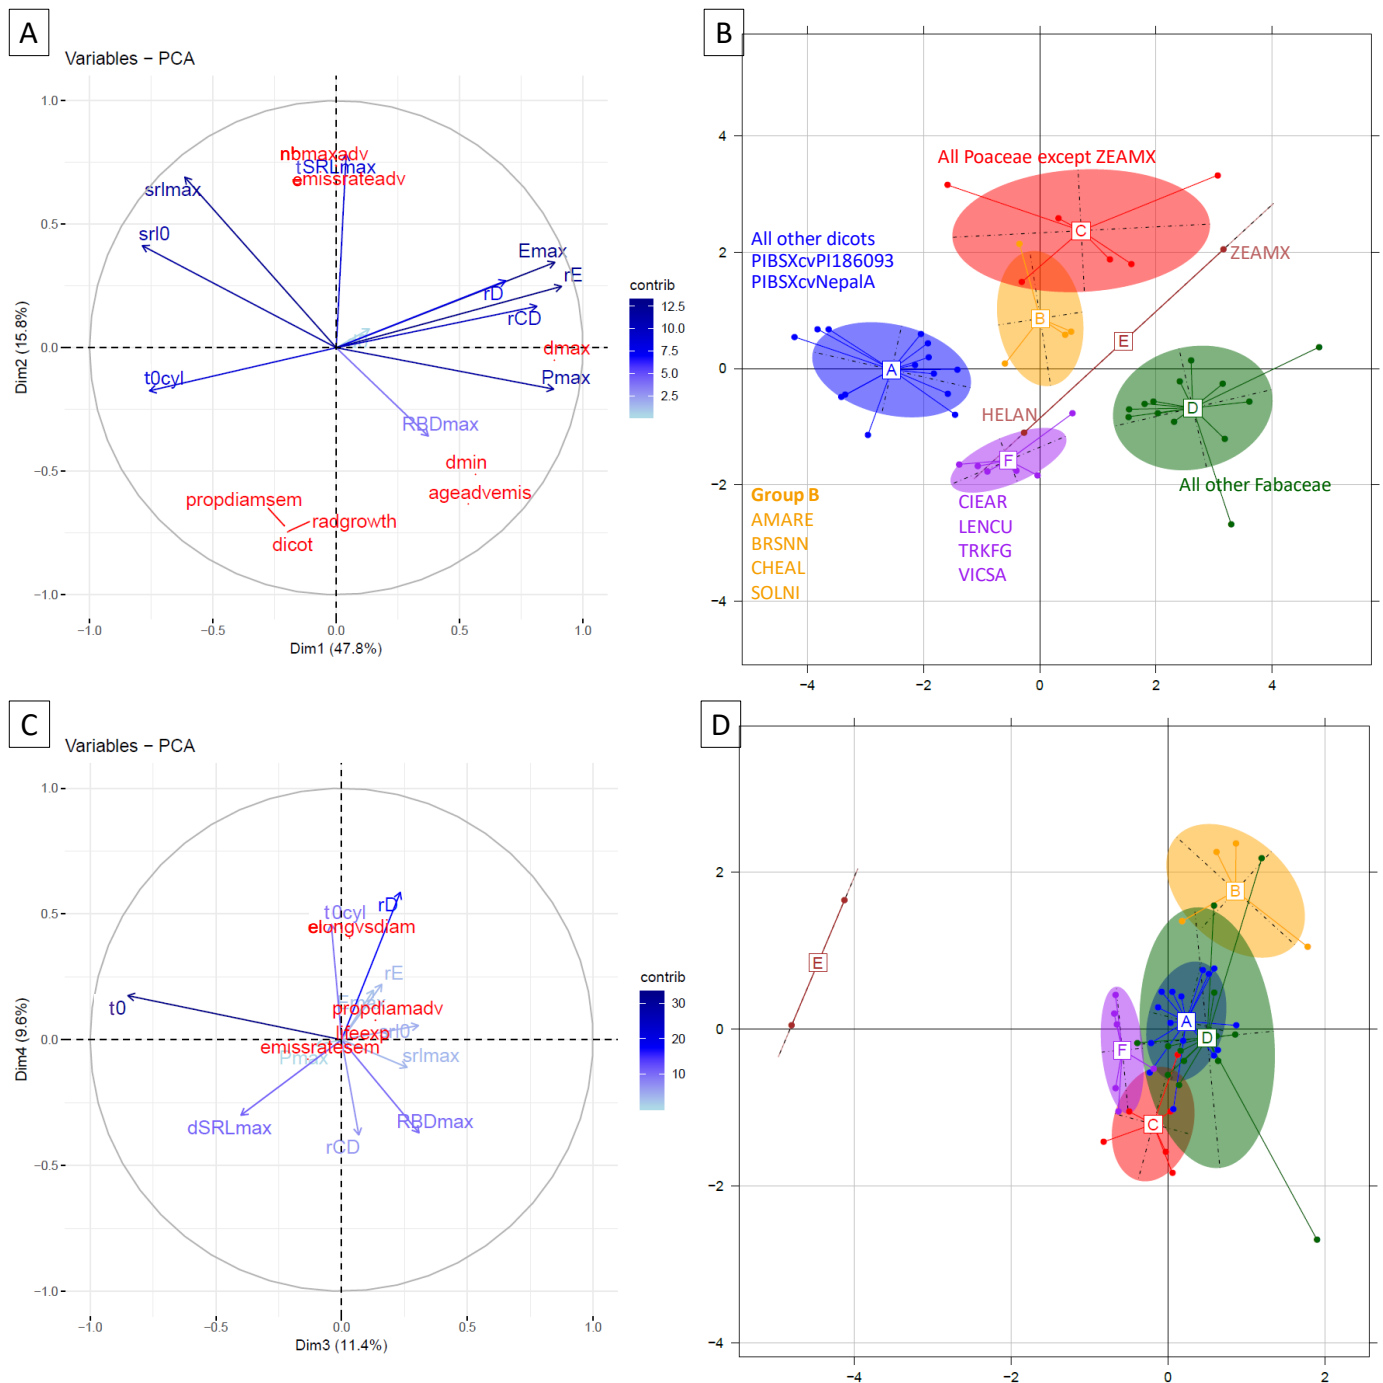 A
Variables − PCA
1.0
0.5
0.0
−0.5
−1.0
Dim2 (15.8%)
nbmaxadv
tSRLmax
emissrateadv
srlmax
srl0
Emax
rE
rD
rCD
dmax
t0cyl
Pmax
RBDmax
dmin
ageadvemis
propdiamsem
radgrowth
dicot
−1.0
−0.5
0.0
0.5
1.0
Dim1 (47.8%)
contrib
12.5
10.0
7.5
5.0
2.5
B
4
2
0
−2
−4
All Poaceae except ZEAMX
C
All other dicots
PIBSXcvPI186093
PIBSXcvNepalA
ZEAMX
B
E
A
D
HELAN
F
All other Fabaceae
Group B
AMARE
BRSNN
CHEAL
SOLNI
CIEAR
LENCU
TRKFG
VICSA
−4
−2
0
2
4
C
Variables − PCA
1.0
0.5
0.0
−0.5
−1.0
Dim4 (9.6%)
rD
t0cyl
elongvsdiam
rE
t0
propdiamadv
lifeexp
emissratesem
srlmax
Pmax
dSRLmax
RBDmax
rCD
−1.0
−0.5
0.0
0.5
1.0
Dim3 (11.4%)
contrib
30
20
10
D
2
0
−2
−4
B
E
A
D
F
C
−4
−2
0
2